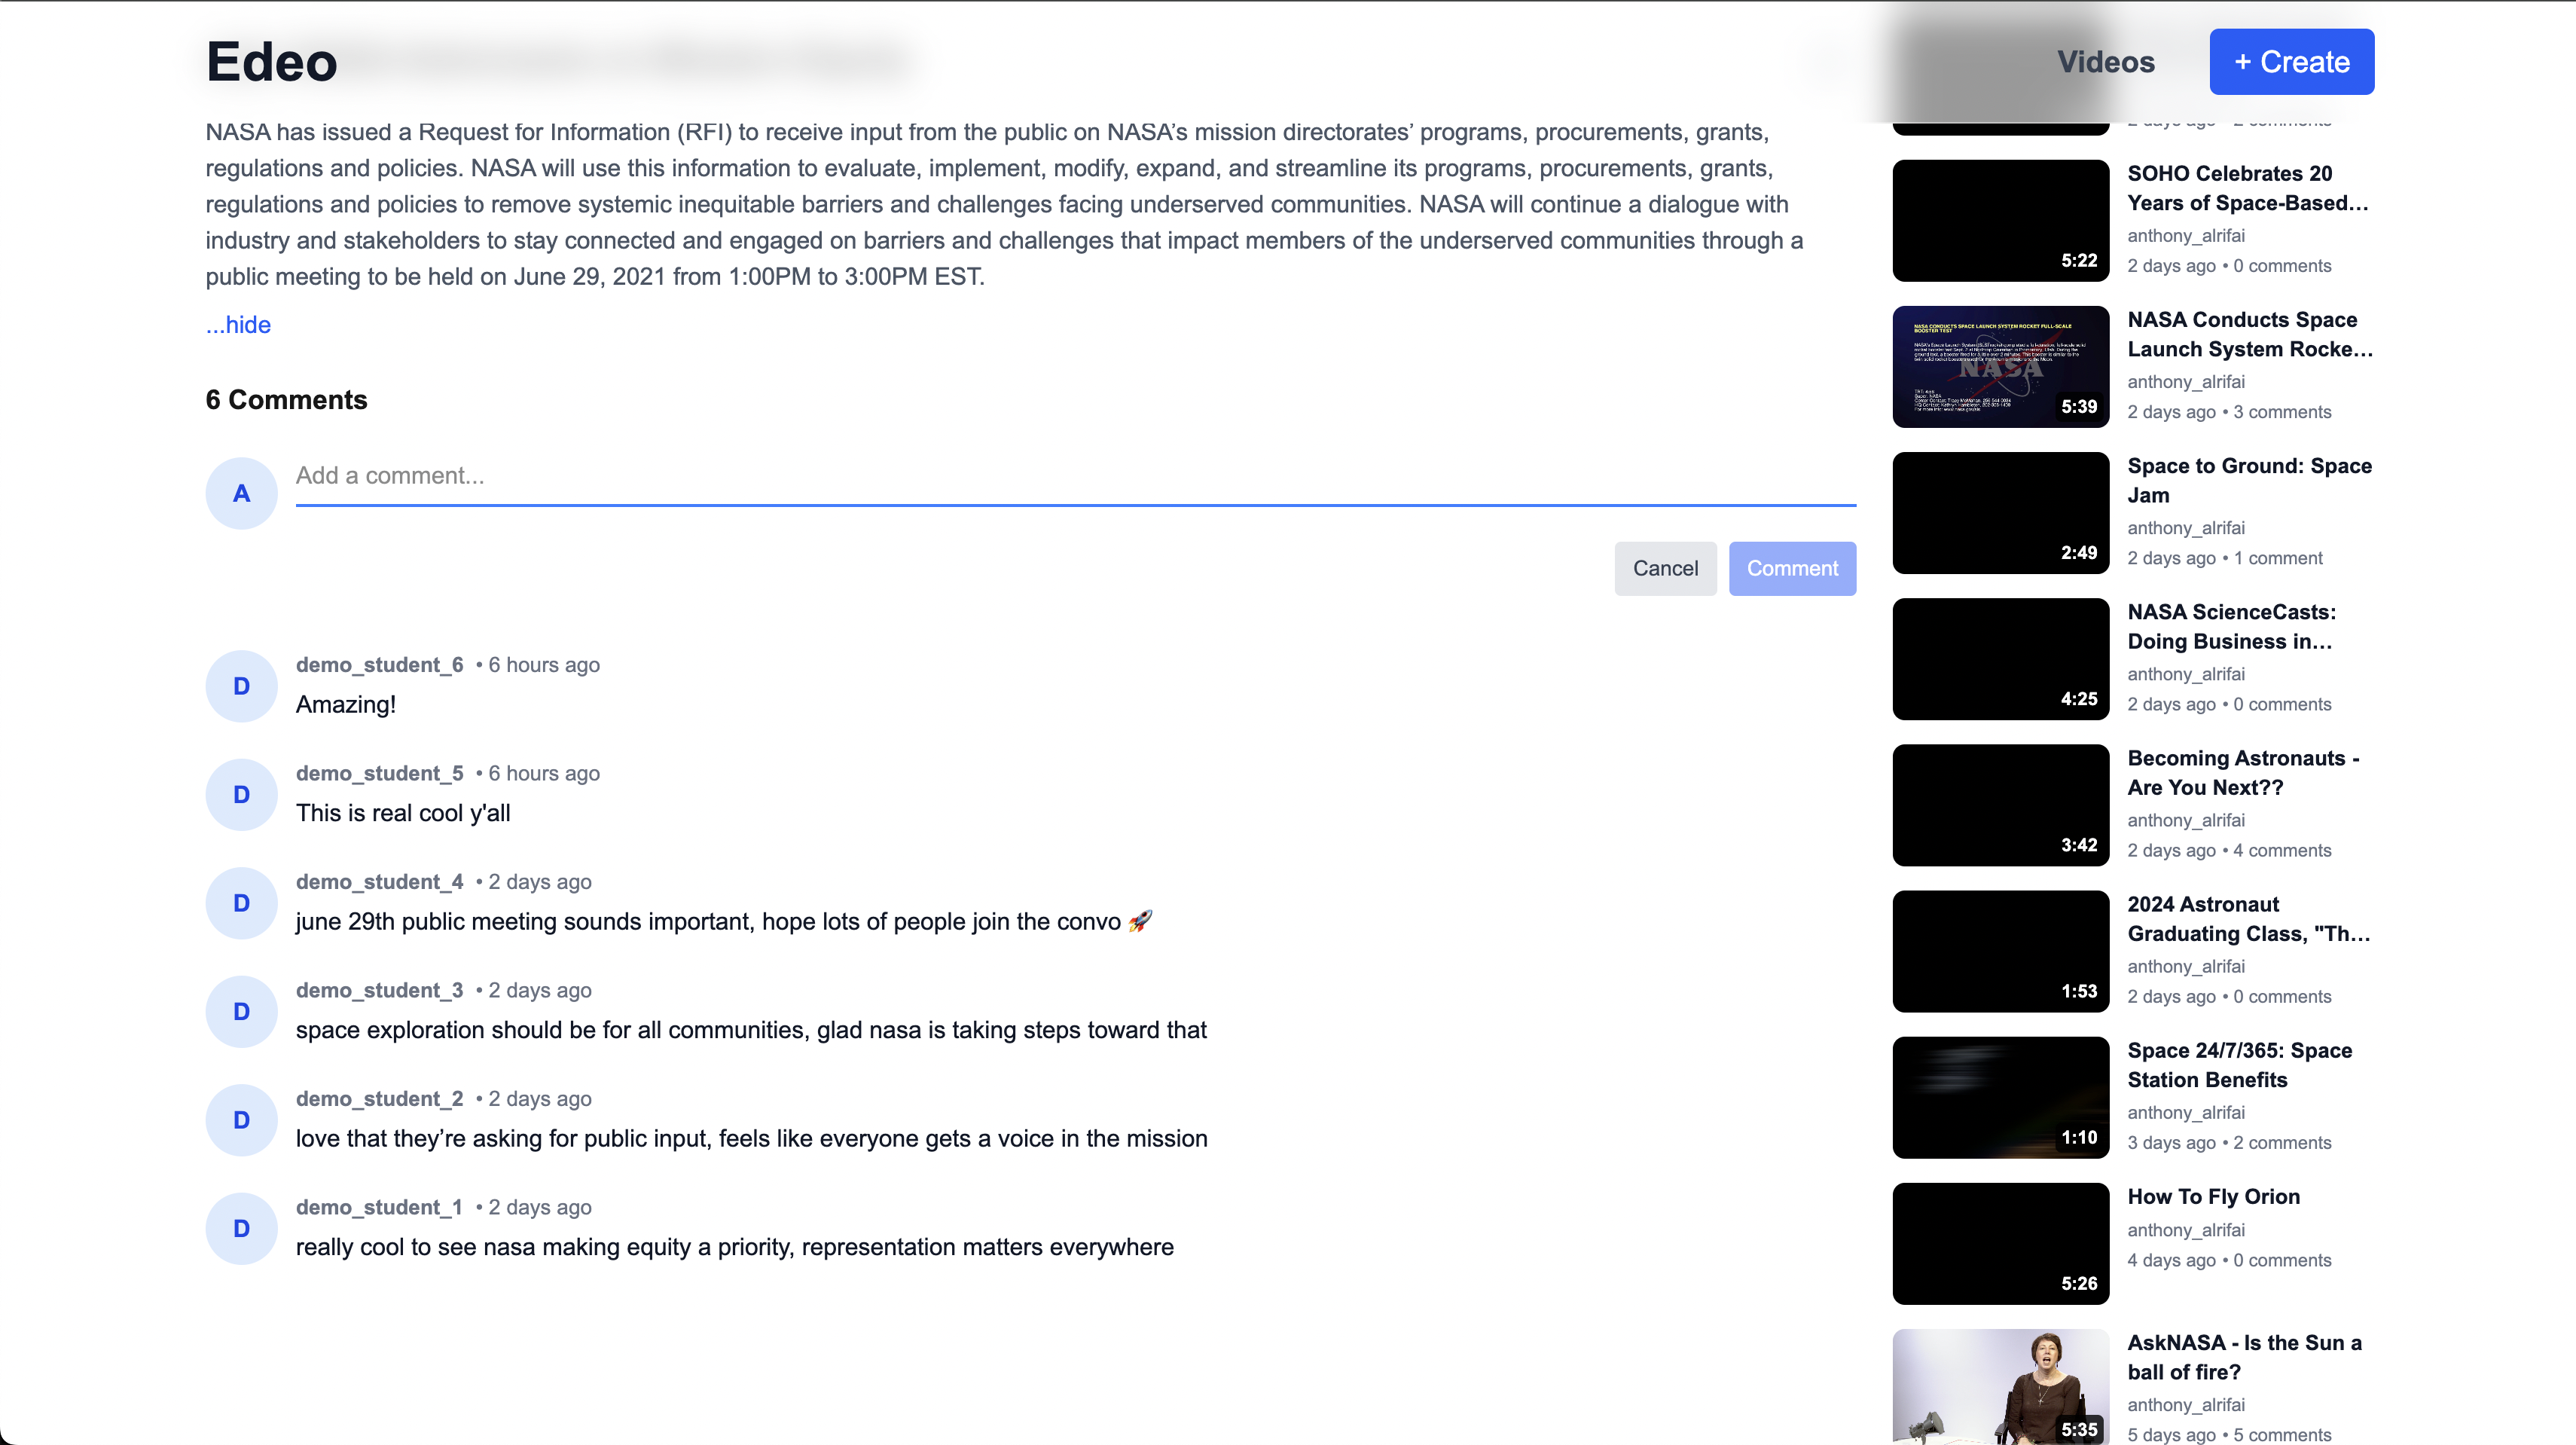 Edeo
Videos
+ Create
NASA has issued a Request for Information (RFI) to receive input from the public on NASA’s mission directorates’ programs, procurements, grants,
regulations and policies. NASA will use this information to evaluate, implement, modify, expand, and streamline its programs, procurements, grants,
regulations and policies to remove systemic inequitable barriers and challenges facing underserved communities. NASA will continue a dialogue with
industry and stakeholders to stay connected and engaged on barriers and challenges that impact members of the underserved communities through a
public meeting to be held on June 29, 2021 from 1:00PM to 3:00PM EST.
...hide
6 Comments
A
Add a comment...
Cancel
Comment
D
demo_student_6 • 6 hours ago
Amazing!
D
demo_student_5 • 6 hours ago
This is real cool y'all
D
demo_student_4 • 2 days ago
june 29th public meeting sounds important, hope lots of people join the convo 🚀
D
demo_student_3 • 2 days ago
space exploration should be for all communities, glad nasa is taking steps toward that
D
demo_student_2 • 2 days ago
love that they’re asking for public input, feels like everyone gets a voice in the mission
D
demo_student_1 • 2 days ago
really cool to see nasa making equity a priority, representation matters everywhere
2 days ago • 2 comments
5:22
SOHO Celebrates 20
Years of Space-Based...
anthony_alrifai
2 days ago • 0 comments
NASA CONDUCTS SPACE LAUNCH SYSTEM ROCKET FULL-SCALE
BOOSTER TEST
NASA
5:39
NASA Conducts Space
Launch System Rocke...
anthony_alrifai
2 days ago • 3 comments
2:49
Space to Ground: Space
Jam
anthony_alrifai
2 days ago • 1 comment
4:25
NASA ScienceCasts:
Doing Business in...
anthony_alrifai
2 days ago • 0 comments
3:42
Becoming Astronauts -
Are You Next??
anthony_alrifai
2 days ago • 4 comments
1:53
2024 Astronaut
Graduating Class, "Th...
anthony_alrifai
2 days ago • 0 comments
1:10
Space 24/7/365: Space
Station Benefits
anthony_alrifai
3 days ago • 2 comments
5:26
How To Fly Orion
anthony_alrifai
4 days ago • 0 comments
5:35
AskNASA - Is the Sun a
ball of fire?
anthony_alrifai
5 days ago • 5 comments